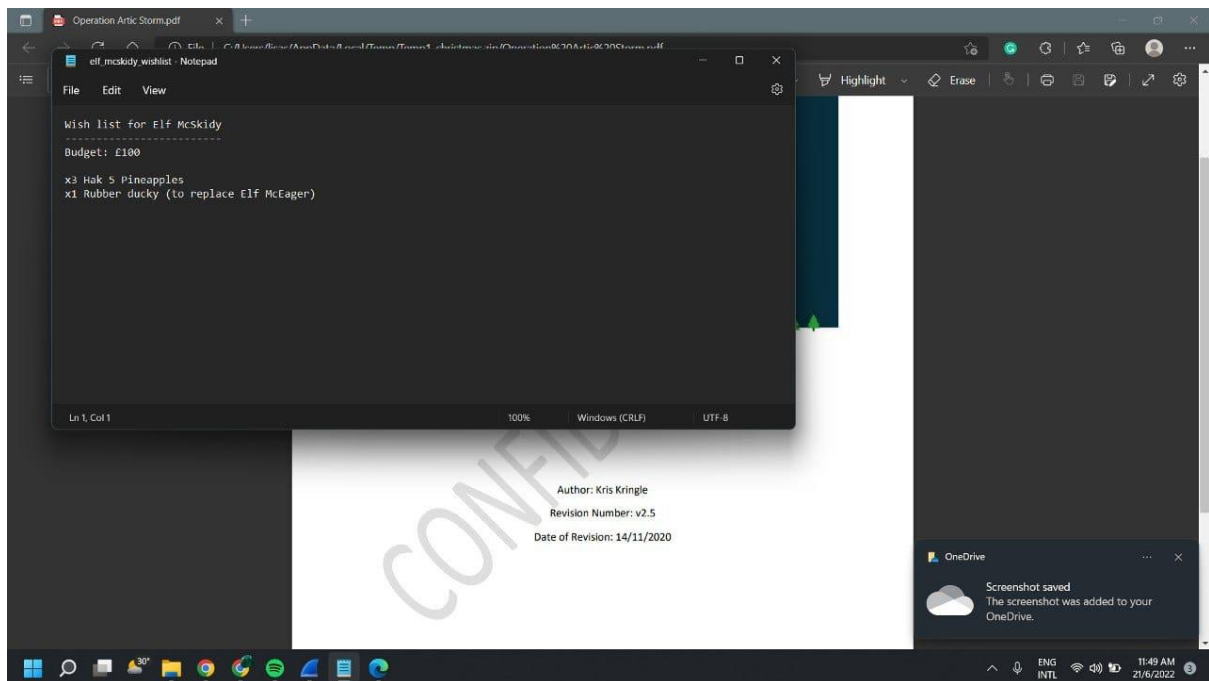 Operation Artic Storm.pdf
elf_mcskidy_wishlist - Notepad
File Edit View
Highlight
Erase
Wish list for Elf McSkidy
-------------------------
Budget: £100
x3 Hak 5 Pineapples
x1 Rubber ducky (to replace Elf McEager)
Ln 1, Col 1 100% Windows (CRLF) UTF-8
Author: Kris Kringle
Revision Number: v2.5
Date of Revision: 14/11/2020
OneDrive
Screenshot saved
The screenshot was added to your
OneDrive.
30°
ENG
INTL
11:49 AM
21/6/2022
3